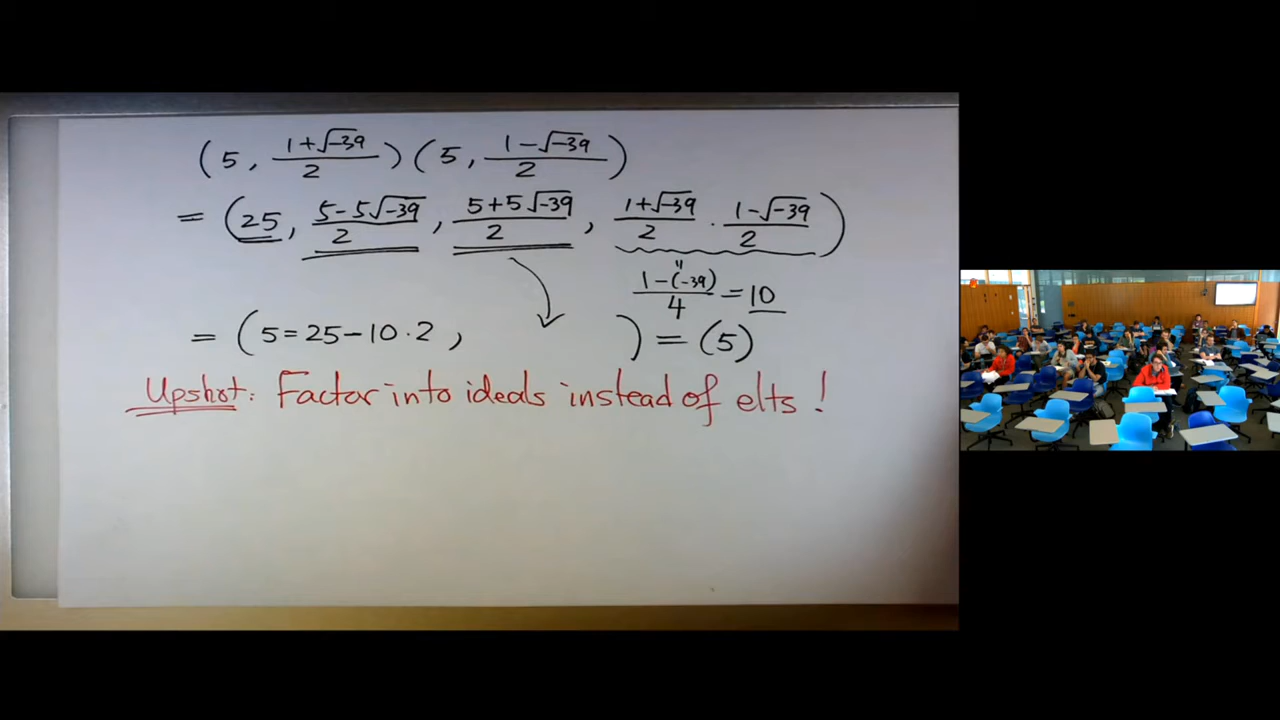 (5, (1+√-39)/2)(5, (1-√-39)/2)
= (25, (5-5√-39)/2, (5+5√-39)/2, (1+√-39)/2 · (1-√-39)/2)
" (1-(-39))/4 = 10
= (5=25-10·2, ) = (5)
Upshot: Factor into ideals instead of elts!